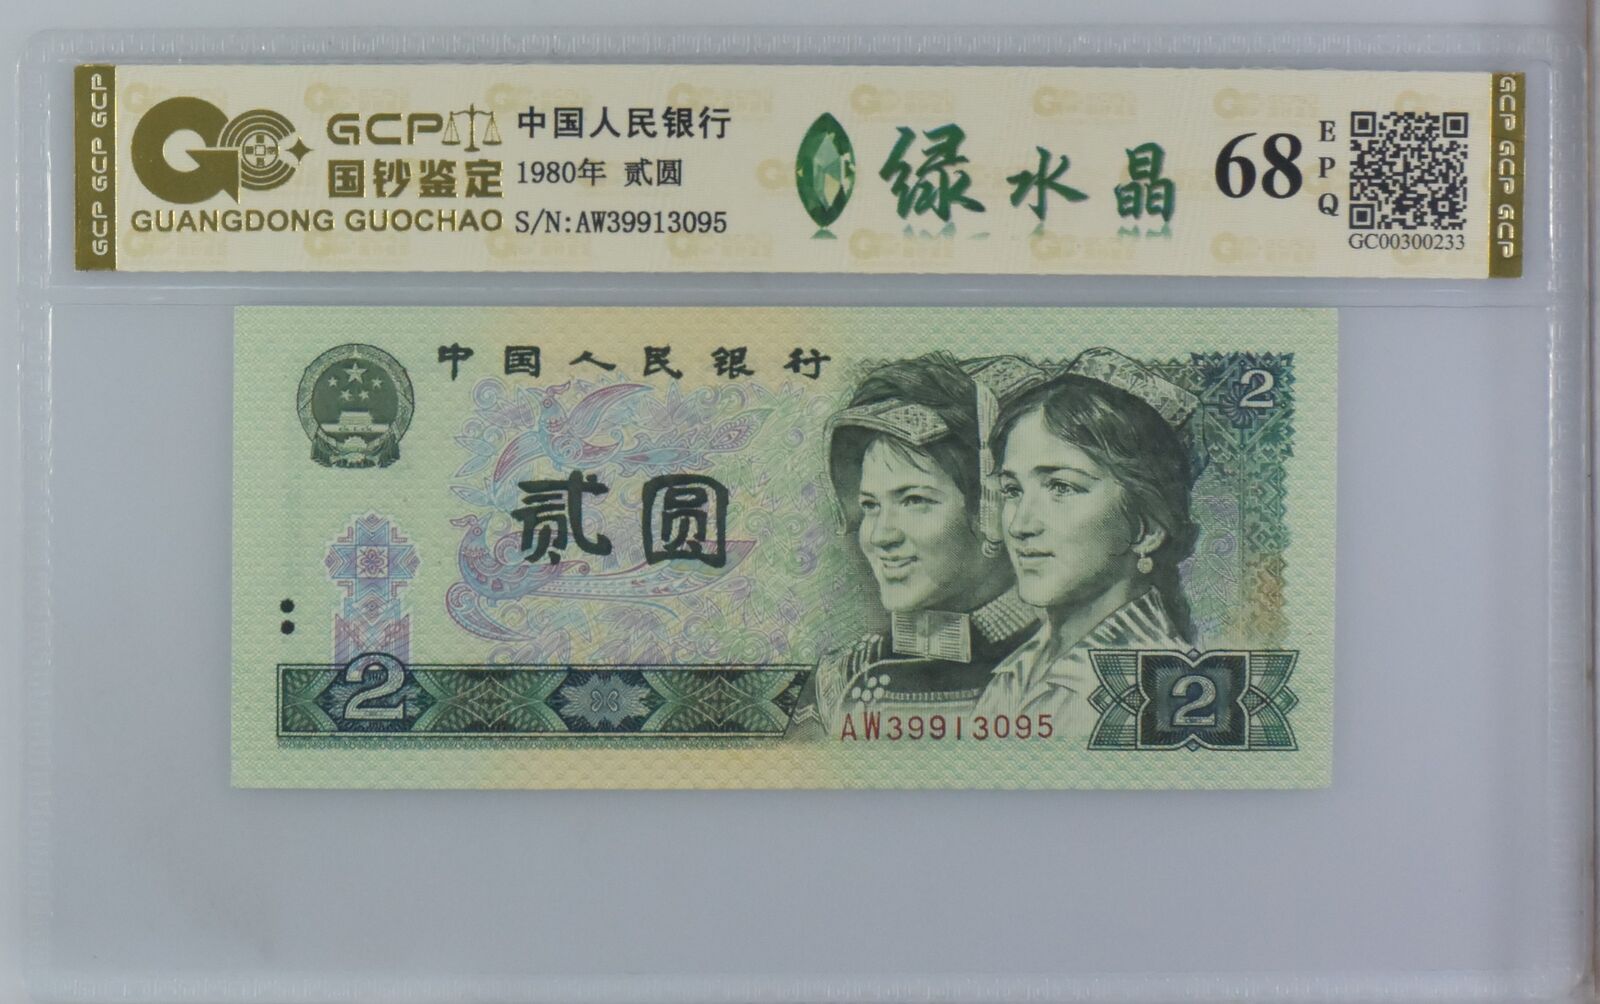 GCP GCP GCP
GCP
国钞鉴定
GUANGDONG GUOCHAO
中国人民银行
1980年 贰圆
S/N:AW39913095
绿水晶
68
EPQ
GC00300233
GCP GCP GCP
中国人民银行
2
贰圆
2
AW39913095
2